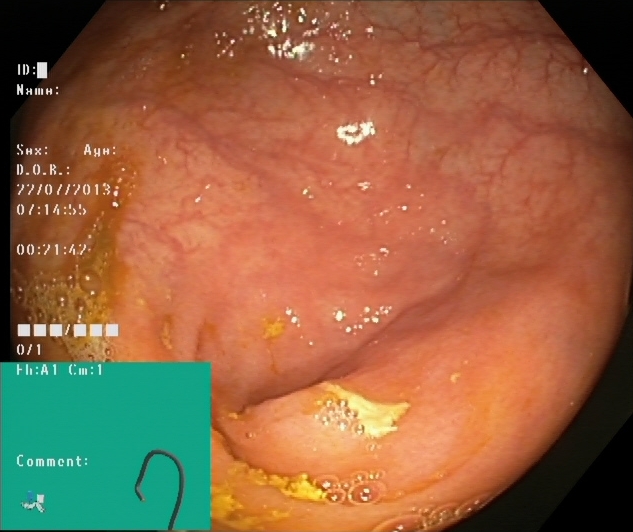 ID:
Name:
Sex: Age:
D.O.B.:
22/07/2013
07:14:55
00:21:42
■■■/■■■
0/1
Eh:A1 Cm:1
Comment: